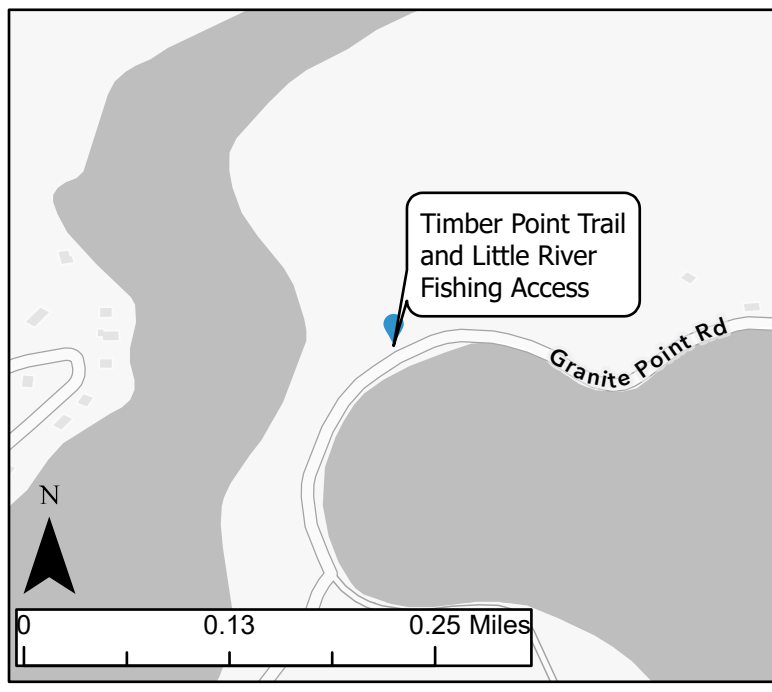 Timber Point Trail
and Little River
Fishing Access
Granite Point Rd
N
0 0.13 0.25 Miles